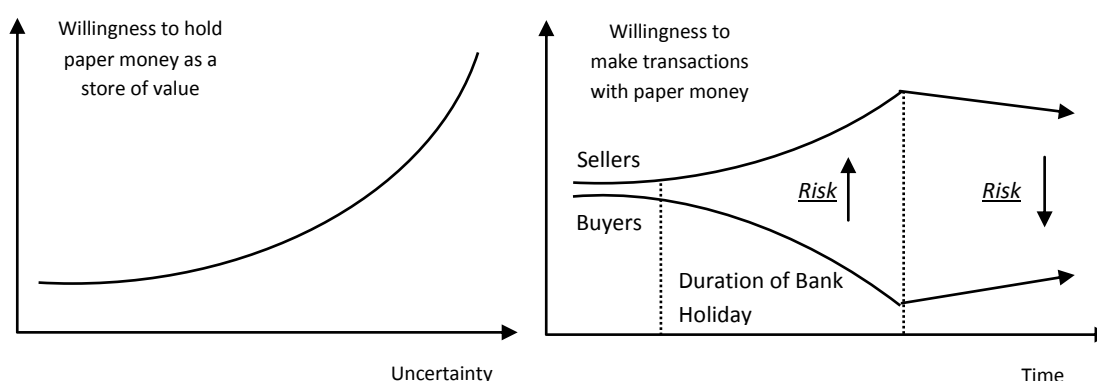 Willingness to hold
paper money as a
store of value
Uncertainty
Willingness to
make transactions
with paper money
Sellers
Buyers
Risk
Risk
Duration of Bank
Holiday
Time